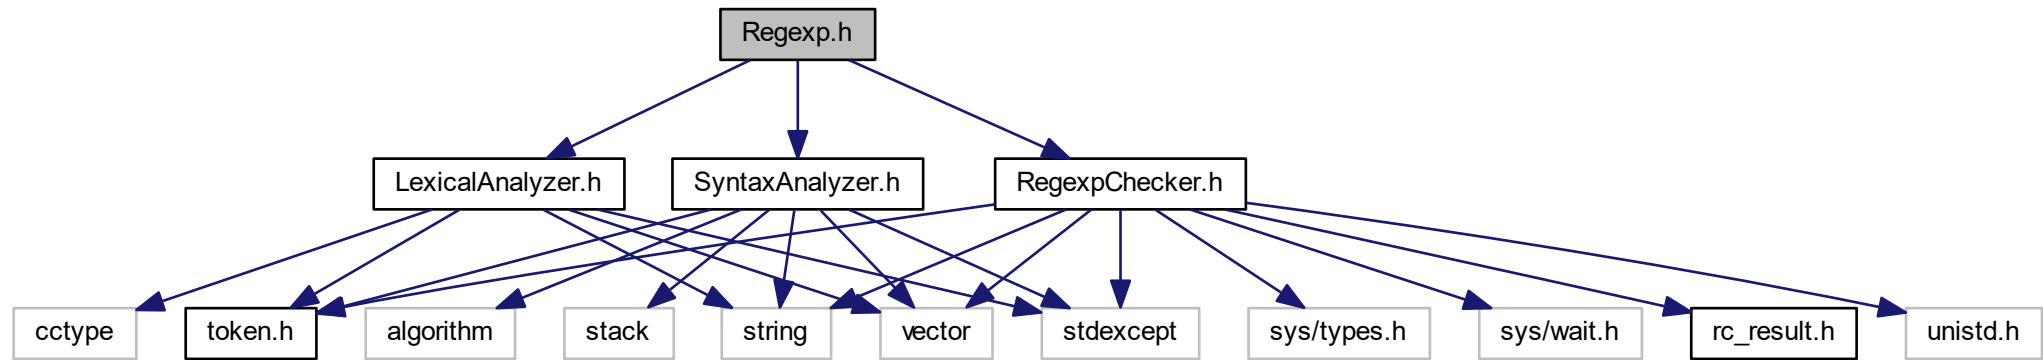 Regexp.h
LexicalAnalyzer.h
SyntaxAnalyzer.h
RegexpChecker.h
cctype
token.h
algorithm
stack
string
vector
stdexcept
sys/types.h
sys/wait.h
rc_result.h
unistd.h